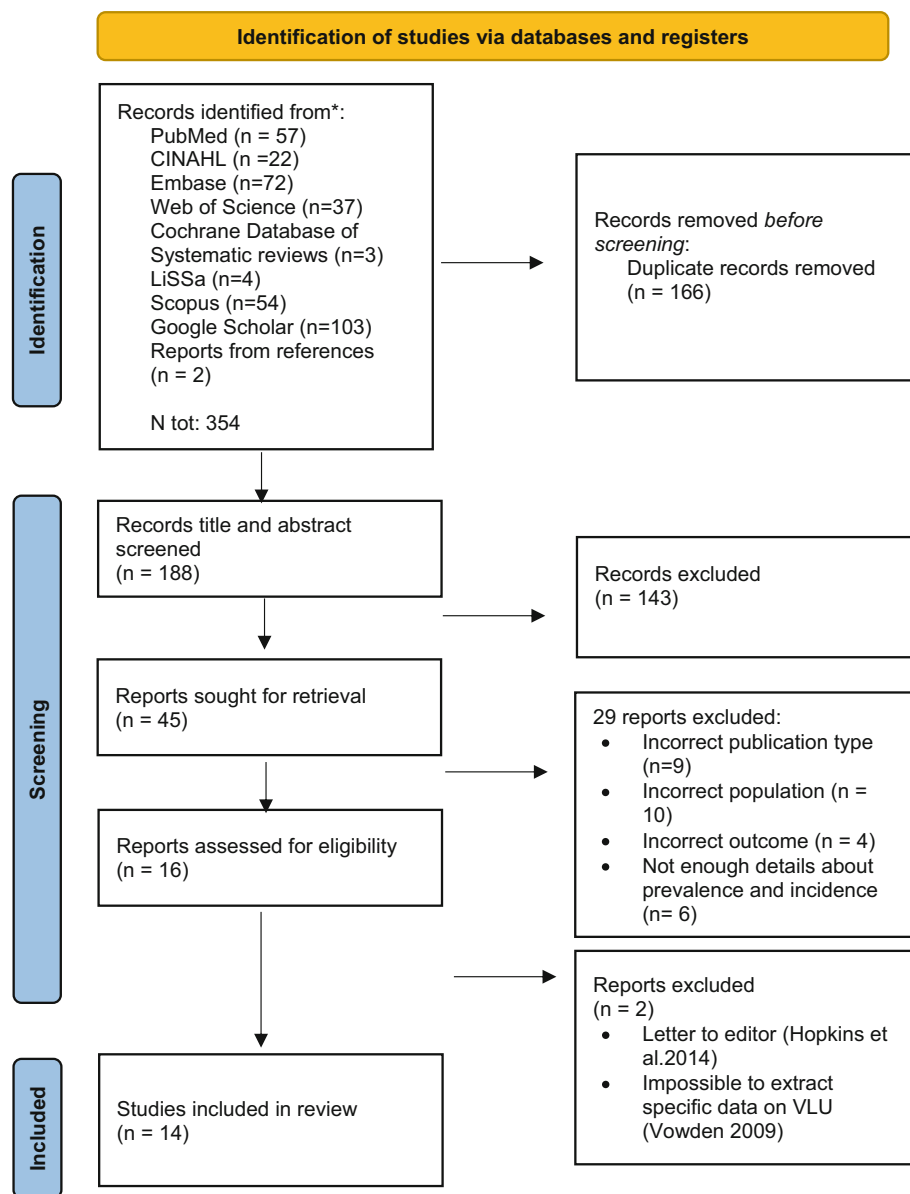 Identification of studies via databases and registers
Identification
Records identified from*:
PubMed (n = 57)
CINAHL (n =22)
Embase (n=72)
Web of Science (n=37)
Cochrane Database of
Systematic reviews (n=3)
LiSSa (n=4)
Scopus (n=54)
Google Scholar (n=103)
Reports from references
(n = 2)
N tot: 354
Records removed before
screening:
Duplicate records removed
(n = 166)
Screening
Records title and abstract
screened
(n = 188)
Records excluded
(n = 143)
Reports sought for retrieval
(n = 45)
29 reports excluded:
• Incorrect publication type
(n=9)
• Incorrect population (n =
10)
• Incorrect outcome (n = 4)
• Not enough details about
prevalence and incidence
(n= 6)
Reports assessed for eligibility
(n = 16)
Reports excluded
(n = 2)
• Letter to editor (Hopkins et
al.2014)
• Impossible to extract
specific data on VLU
(Vowden 2009)
Included
Studies included in review
(n = 14)